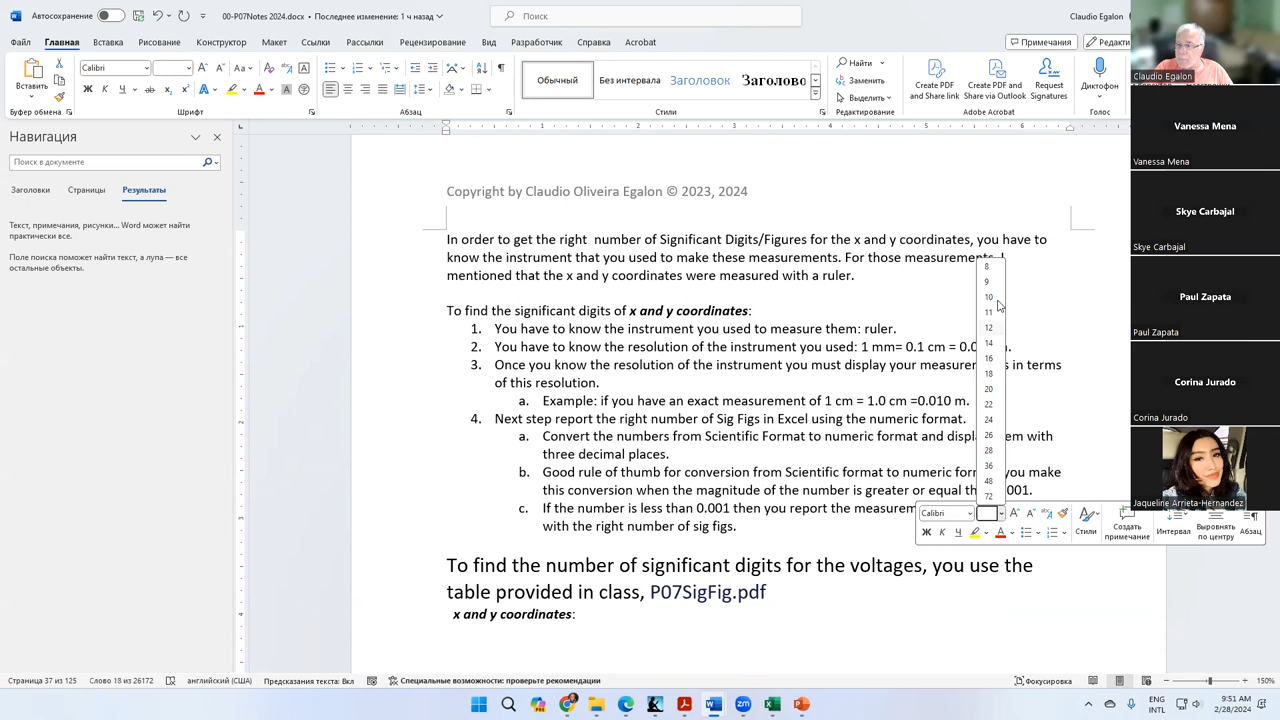 Автосохранение
00-P07Notes 2024.docx • Последнее изменение: 1 ч назад
Поиск
Claudio Egalon
Файл Главная Вставка Рисование Конструктор Макет Ссылки Рассылки Рецензирование Вид Разработчик Справка Acrobat
Примечания
Вставить
Calibri
Ж К Ч ab
Обычный
Без интервала
Заголовок
Заголово
Найти
Заменить
Выделить
Create PDF and Share link
Create PDF and Share via Outlook
Request Signatures
Диктофон
Буфер обмена
Шрифт
Абзац
Стили
Редактирование
Adobe Acrobat
Голос
Навигация
Поиск в документе
Заголовки Страницы Результаты
Текст, примечания, рисунки... Word может найти
практически все.
Поле поиска поможет найти текст, а лупа — все
остальные объекты.
Copyright by Claudio Oliveira Egalon © 2023, 2024
In order to get the right number of Significant Digits/Figures for the x and y coordinates, you have to
know the instrument that you used to make these measurements. For those measurements, I
mentioned that the x and y coordinates were measured with a ruler.
To find the significant digits of x and y coordinates:
1. You have to know the instrument you used to measure them: ruler.
2. You have to know the resolution of the instrument you used: 1 mm= 0.1 cm =
3. Once you know the resolution of the instrument you must display your in terms
of this resolution.
a. Example: if you have an exact measurement of 1 cm = 1.0 cm =0.010 m.
4. Next step report the right number of Sig Figs in Excel using the numeric format.
a. Convert the numbers from Scientific Format to numeric format and with
three decimal places.
b. Good rule of thumb for conversion from Scientific format to numeric you make
this conversion when the magnitude of the number is greater or equal
c. If the number is less than 0.001 then you report the
with the right number of sig figs.
To find the number of significant digits for the voltages, you use the
table provided in class, P07SigFig.pdf
x and y coordinates:
8
9
10
11
12
14
16
18
20
22
24
26
28
36
48
72
Calibri
Ж К Ч
Стили
Создать примечание
Интервал
Выровнять по центру
Абзац
Claudio Egalon
Vanessa Mena
Vanessa Mena
Skye Carbajal
Skye Carbajal
Paul Zapata
Paul Zapata
Corina Jurado
Corina Jurado
Jaqueline Arrieta-Hernandez
Страница 37 из 125 Слово 18 из 26172 английский (США) Предсказания текста: Вкл Специальные возможности: проверьте рекомендации
Фокусировка
150%
ENG
INTL
9:51 AM
2/28/2024